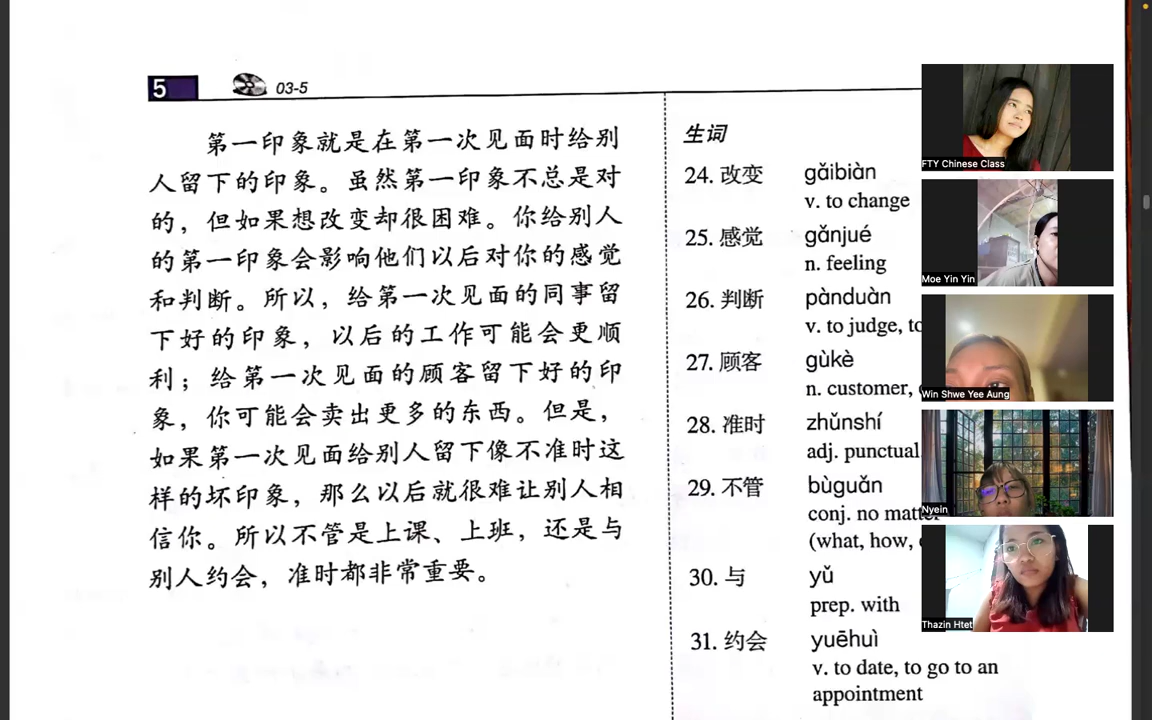 5 03-5
第一印象就是在第一次见面时给别
人留下的印象。虽然第一印象不总是对
的，但如果想改变却很困难。你给别人
的第一印象会影响他们以后对你的感觉
和判断。所以，给第一次见面的同事留
下好的印象，以后的工作可能会更顺
利；给第一次见面的顾客留下好的印
象，你可能会卖出更多的东西。但是，
如果第一次见面给别人留下像不准时这
样的坏印象，那么以后就很难让别人相
信你。所以不管是上课、上班，还是与
别人约会，准时都非常重要。
生词
24. 改变 gǎibiàn
v. to change
25. 感觉 gǎnjué
n. feeling
26. 判断 pànduàn
v. to judge, to
27. 顾客 gùkè
n. customer,
28. 准时 zhǔnshí
adj. punctual
29. 不管 bùguǎn
conj. no matter
(what, how,
30. 与 yǔ
prep. with
31. 约会 yuēhuì
v. to date, to go to an
appointment
FTY Chinese Class
Moe Yin Yin
Win Shwe Yee Aung
Nyein
Thazin Htet